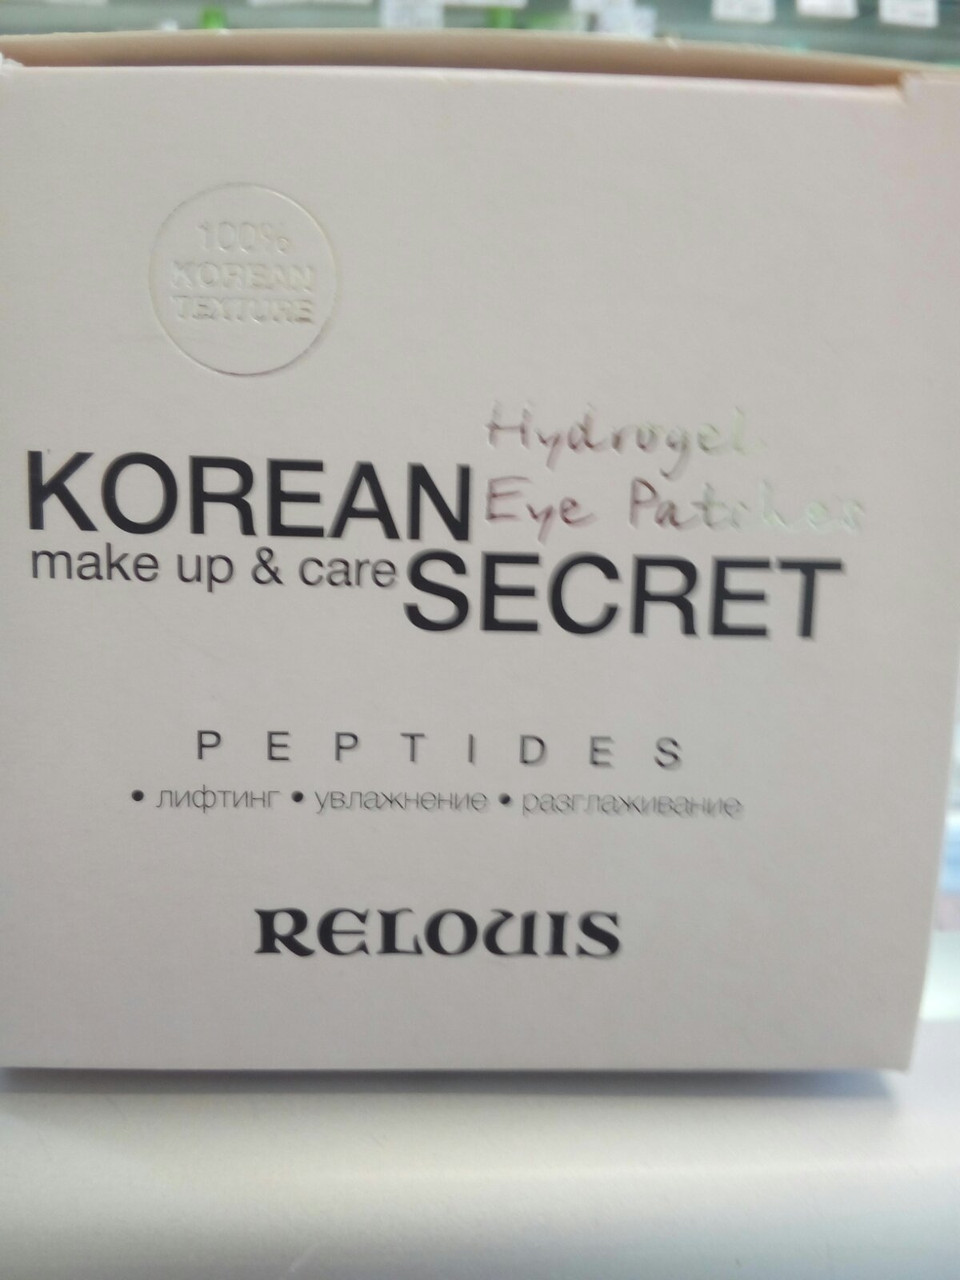 100%
KOREAN
TEXTURE
Hydrogel
KOREAN Eye Patches
make up & care SECRET
PEPTIDES
• лифтинг • увлажнение • разглаживание
RELOUIS